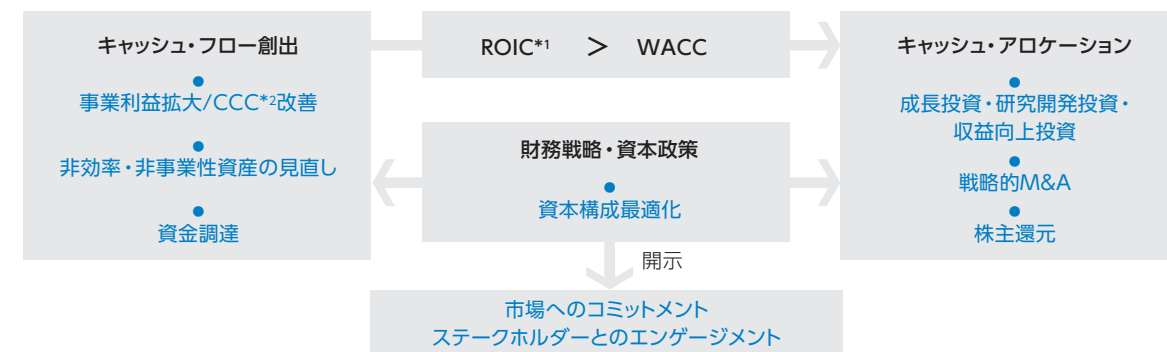 キャッシュ・フロー創出
●
事業利益拡大/CCC*2改善
●
非効率・非事業性資産の見直し
●
資金調達
ROIC*1 ＞ WACC
財務戦略・資本政策
●
資本構成最適化
開示
市場へのコミットメント
ステークホルダーとのエンゲージメント
キャッシュ・アロケーション
●
成長投資・研究開発投資・
収益向上投資
●
戦略的M&A
●
株主還元